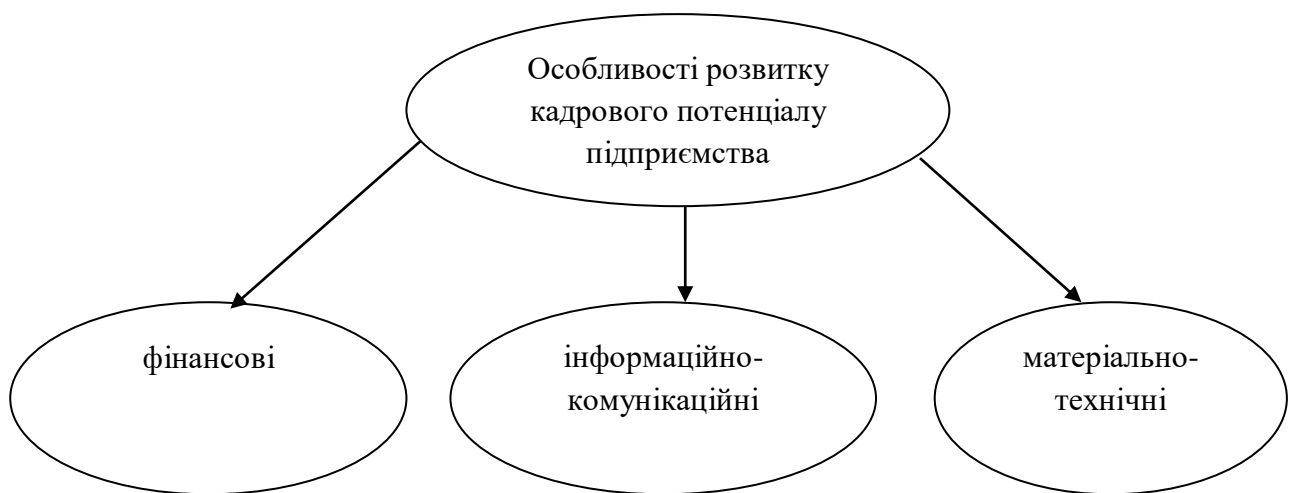 Особливості розвитку
кадрового потенціалу
підприємства
фінансові
інформаційно-
комунікаційні
матеріально-
технічні